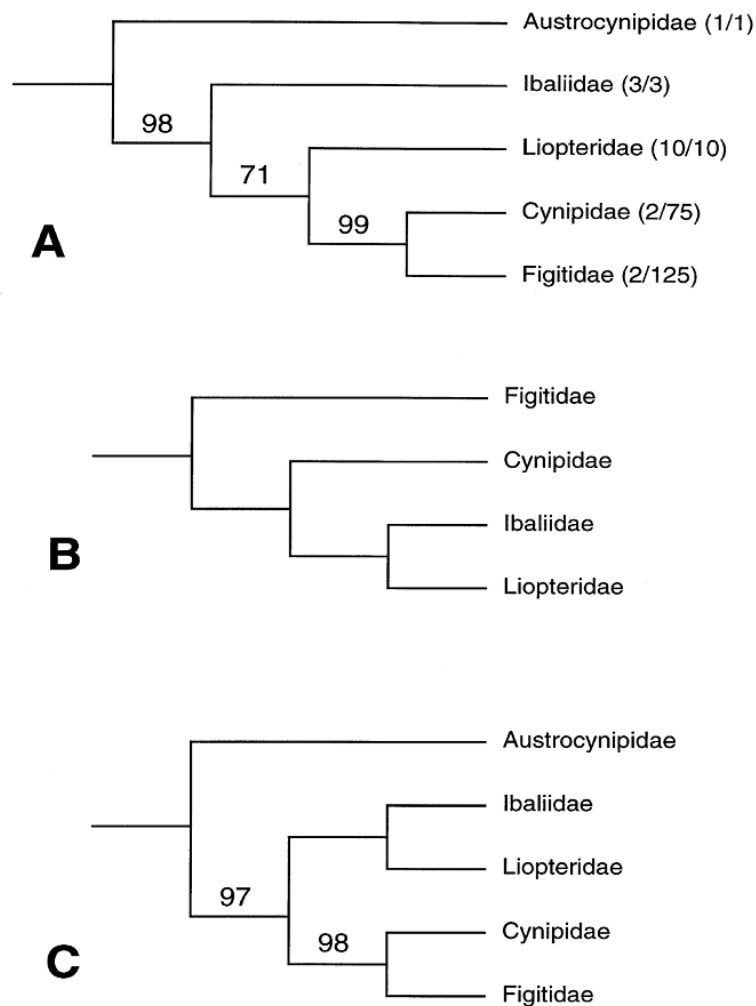 Austrocynipidae (1/1)
Ibaliidae (3/3)
98
Liopteridae (10/10)
71
Cynipidae (2/75)
99
A
Figitidae (2/125)
Figitidae
Cynipidae
Ibaliidae
B
Liopteridae
Austrocynipidae
Ibaliidae
Liopteridae
97
Cynipidae
98
C
Figitidae